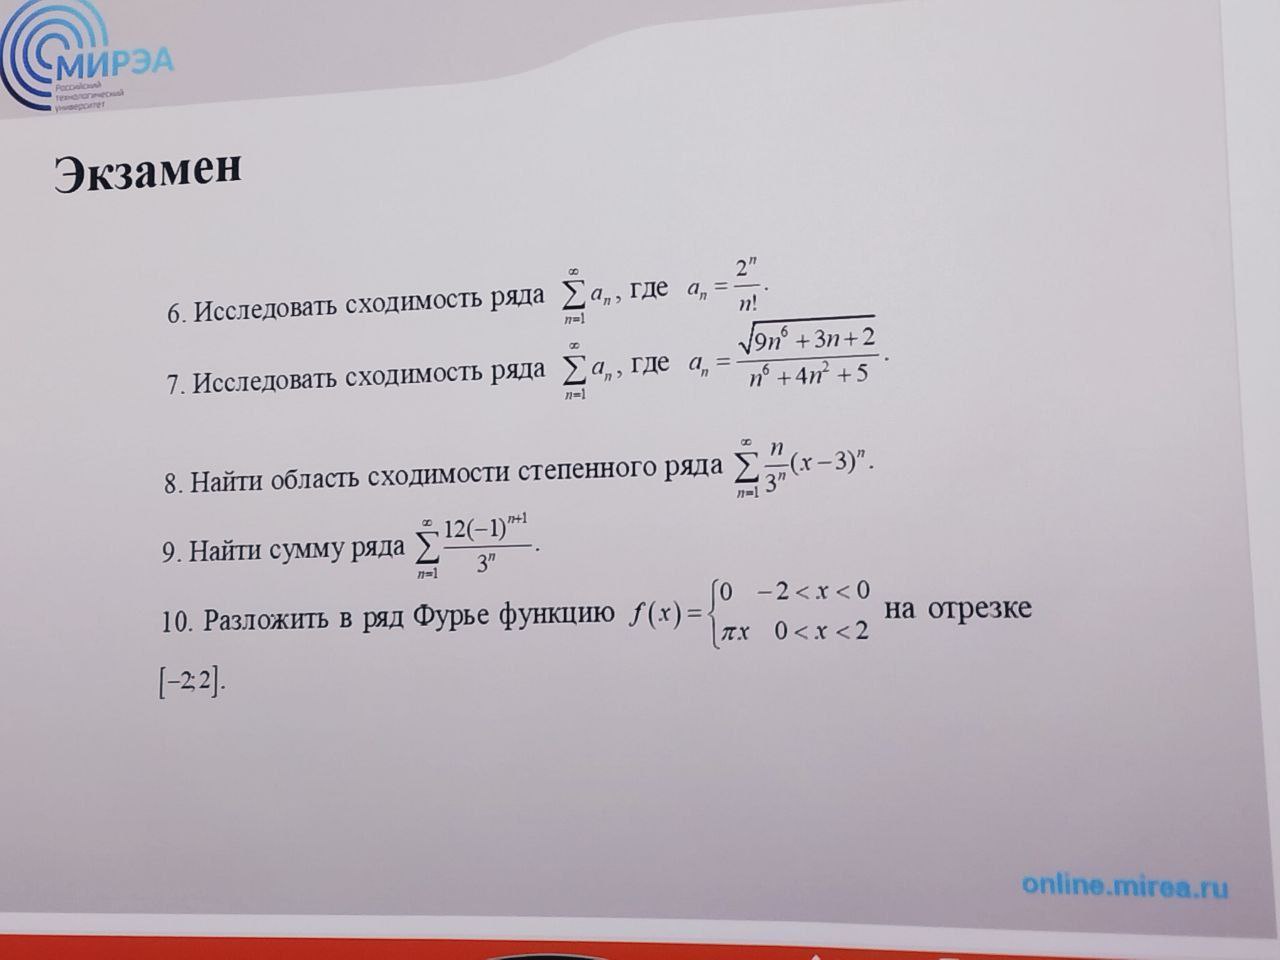 МИРЭА
Российский
технологический
университет
Экзамен
6. Исследовать сходимость ряда $\sum_{n=1}^{\infty} a_n$, где $a_n = \frac{2^n}{n!}$.
7. Исследовать сходимость ряда $\sum_{n=1}^{\infty} a_n$, где $a_n = \frac{\sqrt{9n^6+3n+2}}{n^6+4n^2+5}$.
8. Найти область сходимости степенного ряда $\sum_{n=1}^{\infty} \frac{n}{3^n}(x-3)^n$.
9. Найти сумму ряда $\sum_{n=1}^{\infty} \frac{12(-1)^{n+1}}{3^n}$.
10. Разложить в ряд Фурье функцию $f(x)=\begin{cases} 0 & -2<x<0 \\ \pi x & 0<x<2 \end{cases}$ на отрезке
[−2;2].
online.mirea.ru